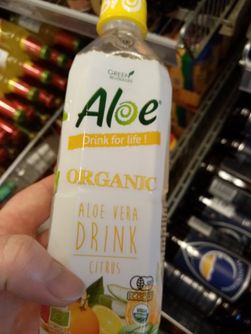 GREEN
Aloe
Drink for life !
ORGANIC
ALOE VERA
DRINK
CITRUS